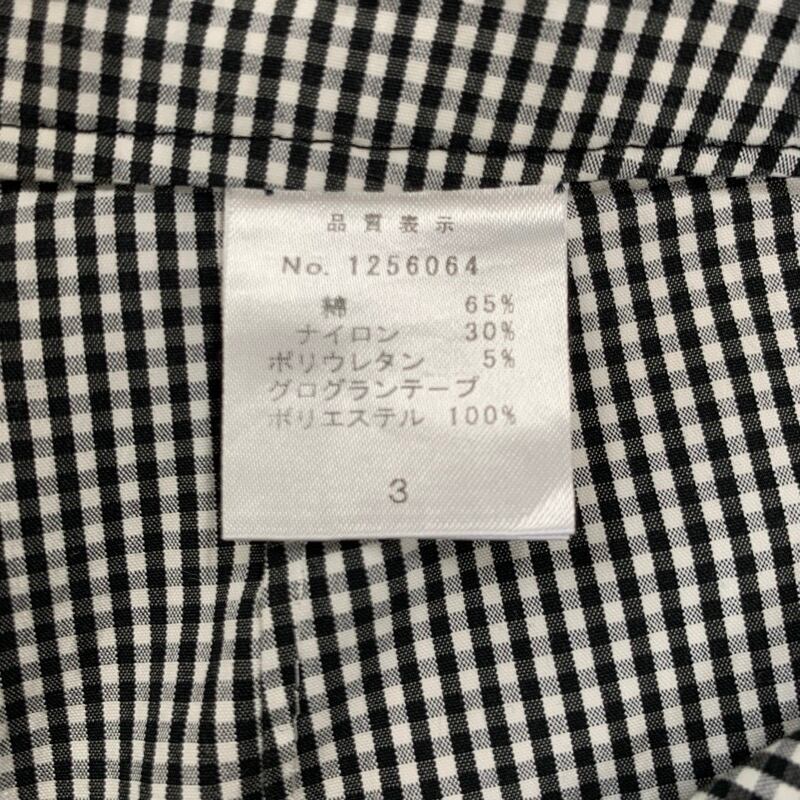 品質表示
No. 1256064
綿 65%
ナイロン 30%
ポリウレタン 5%
グログランテープ
ポリエステル 100%
3